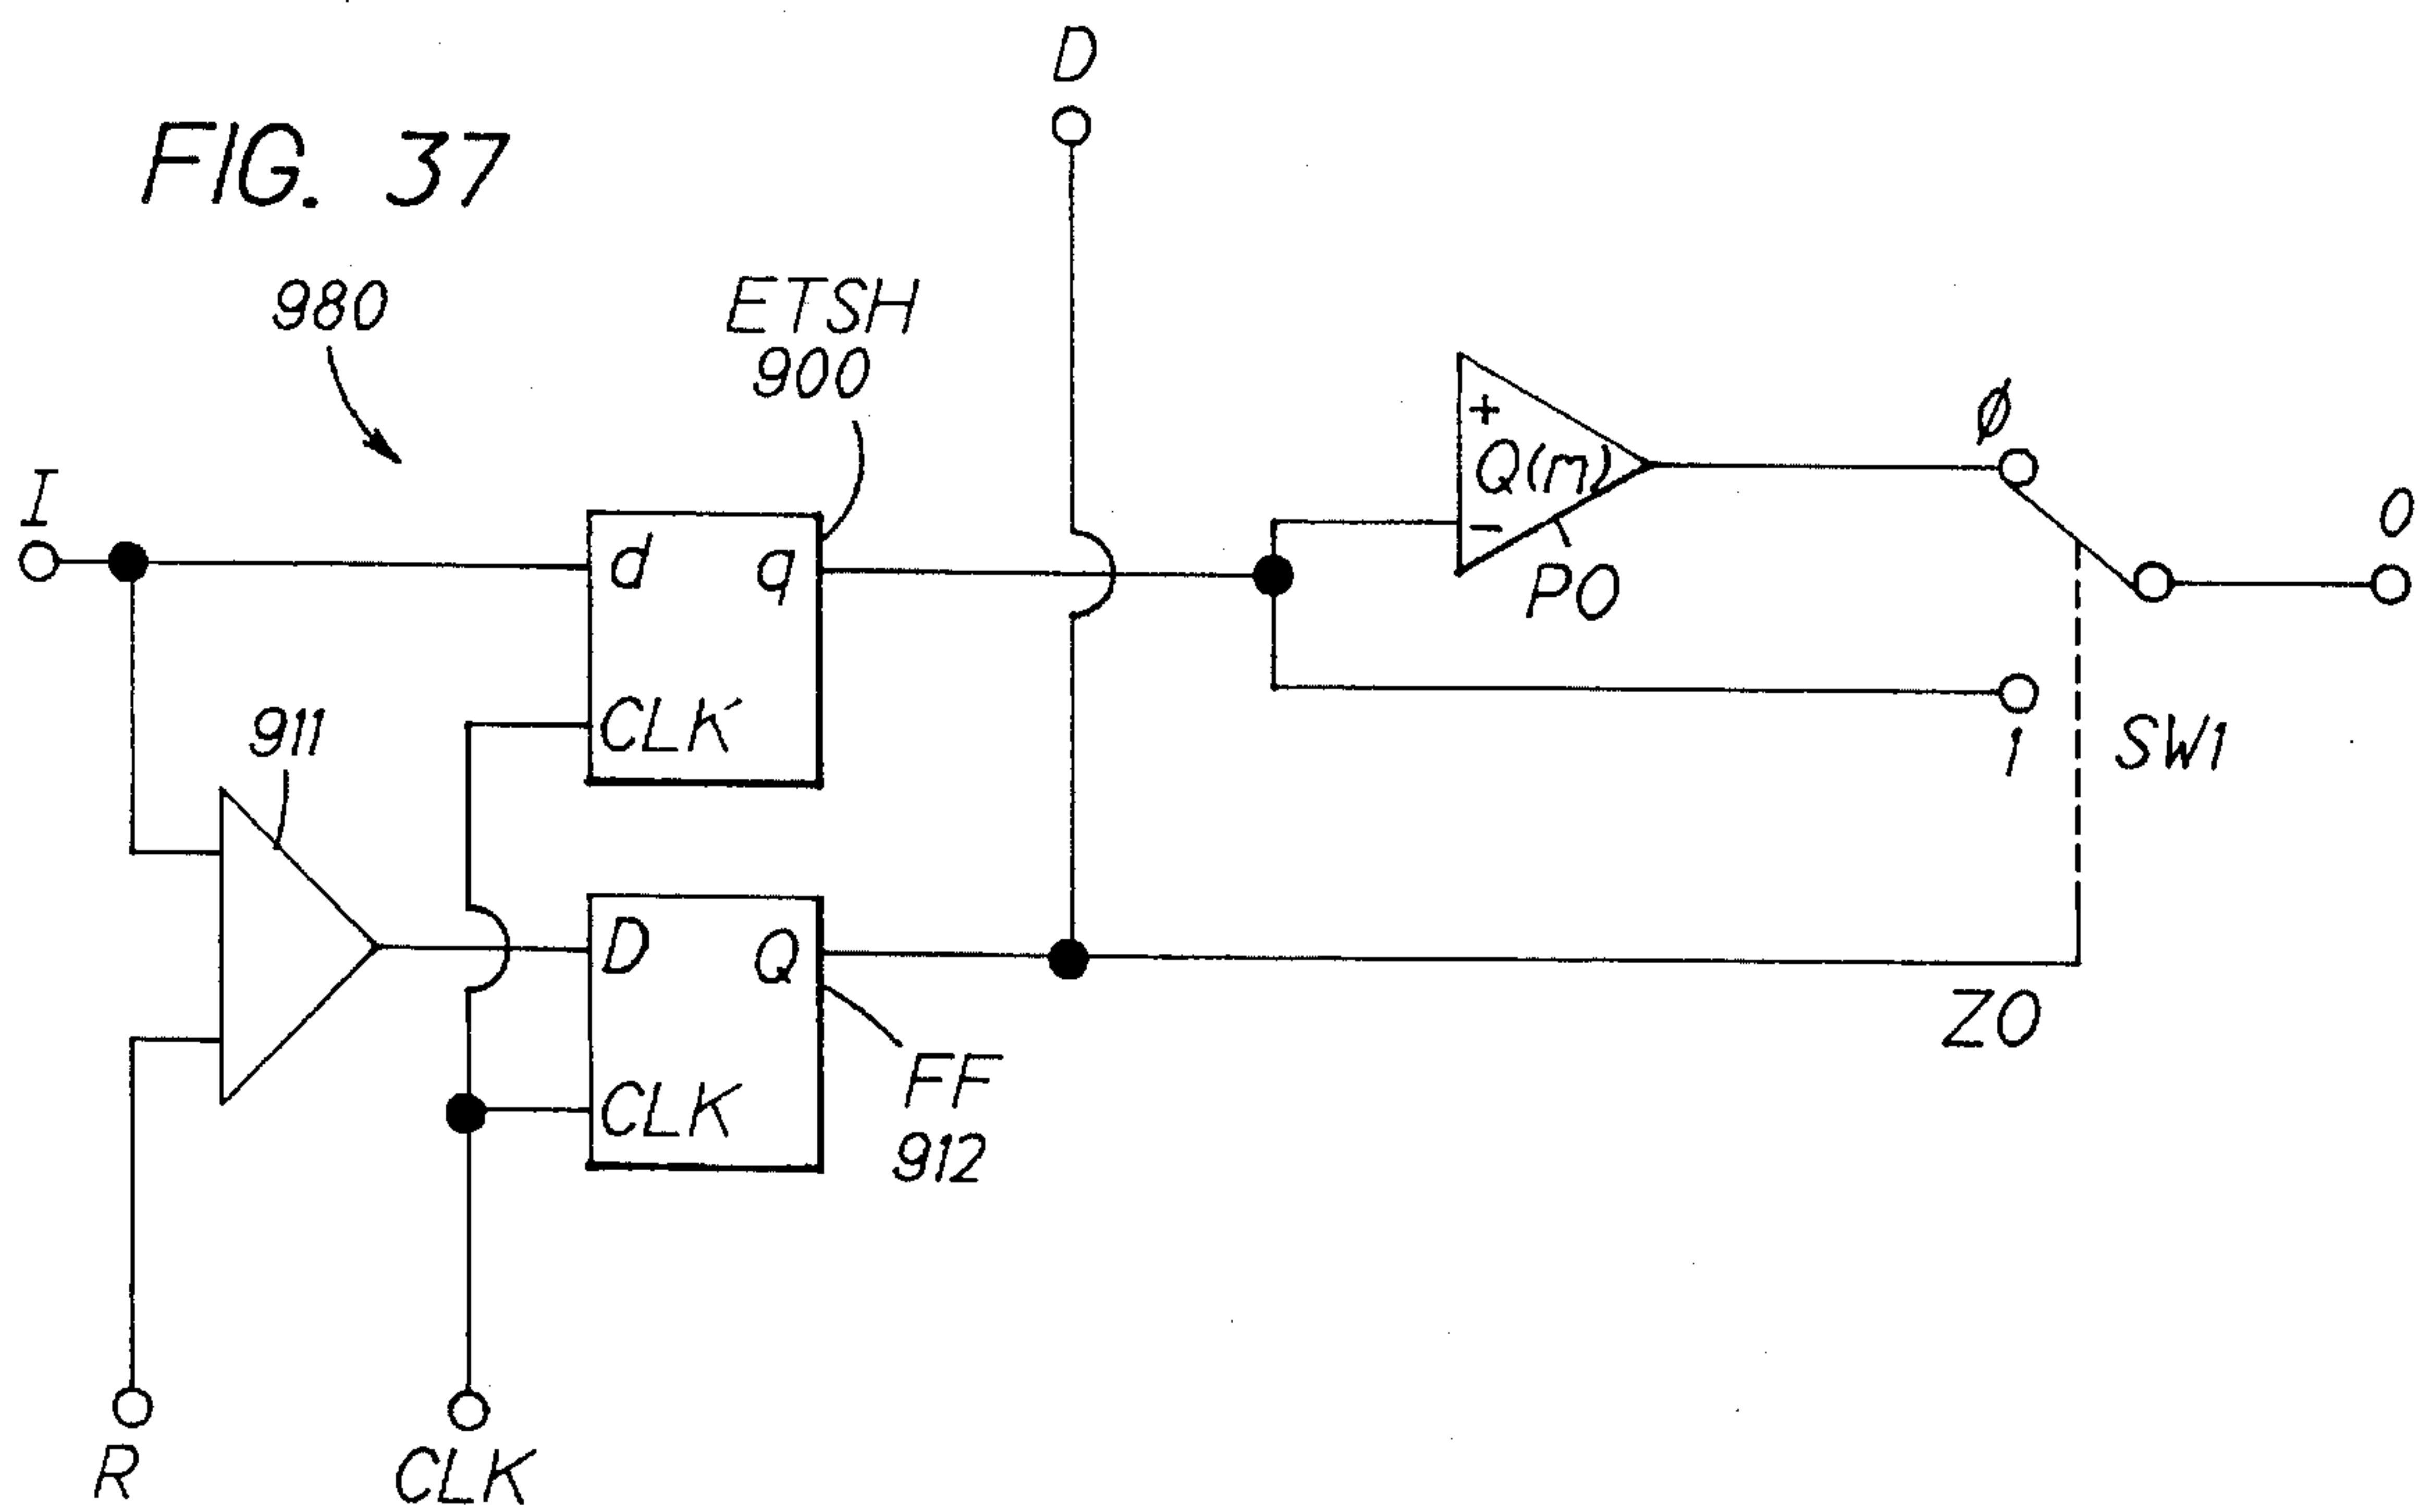 D
FIG. 37
980
ETSH
900
I
d q
CLK
+
Q(n)
-
PO
ø
O
1
SW1
911
D Q
CLK
FF
912
ZO
R
CLK